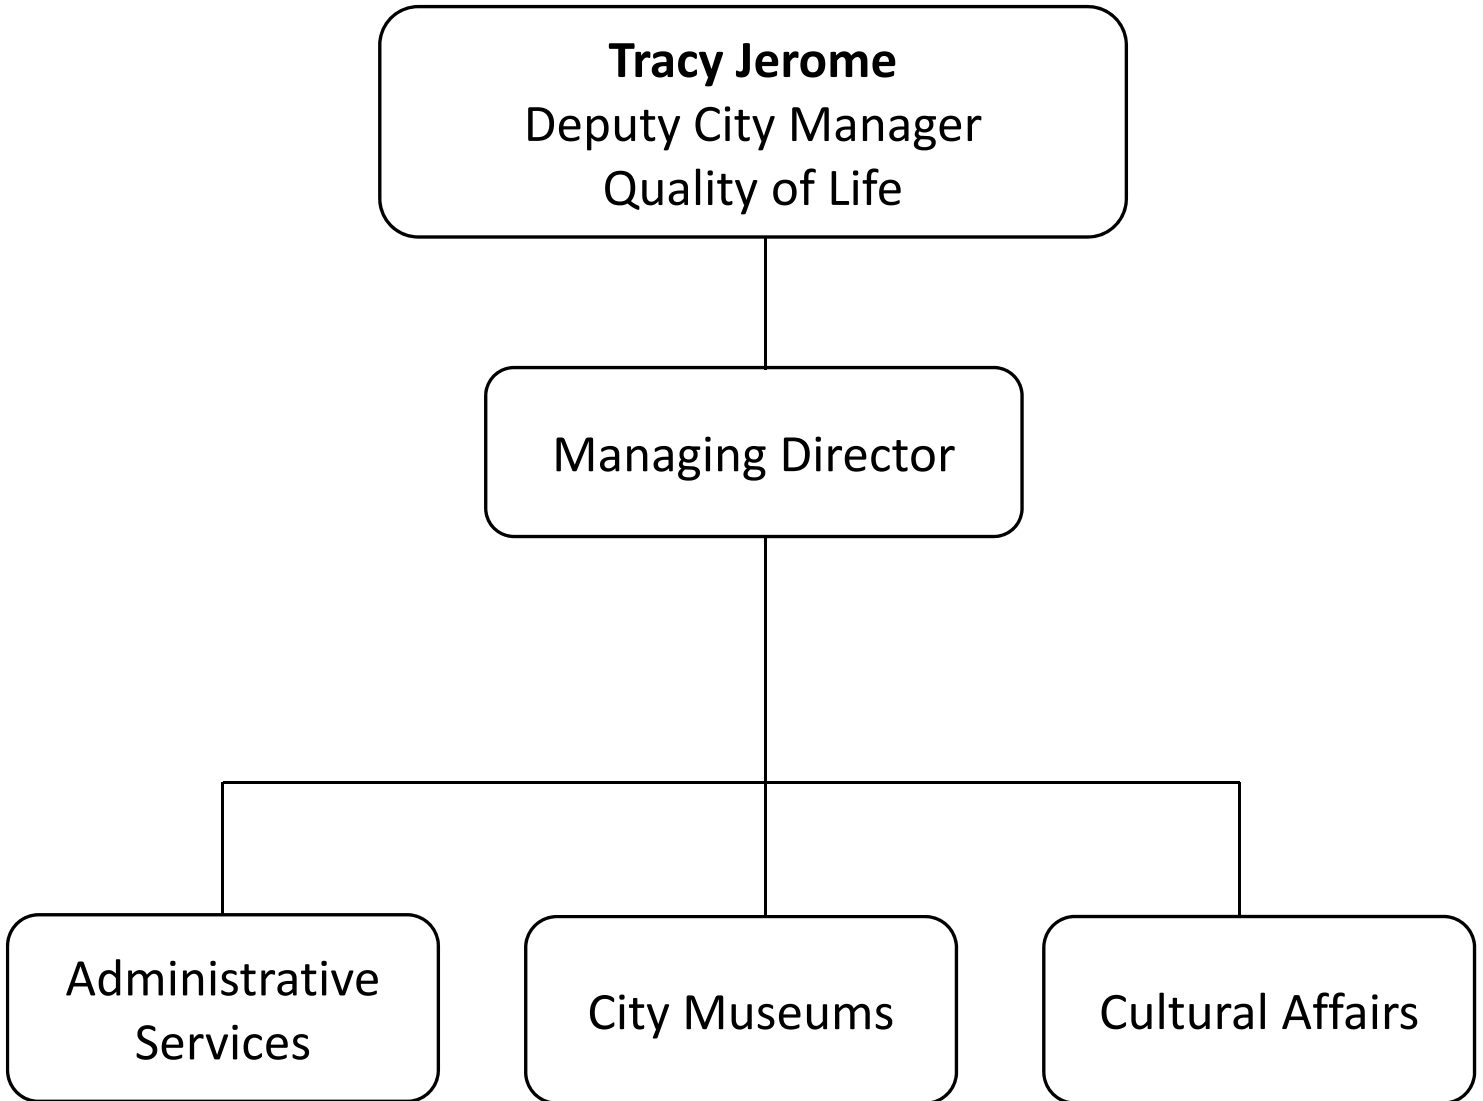 Tracy Jerome
Deputy City Manager
Quality of Life
Managing Director
Administrative
Services
City Museums
Cultural Affairs